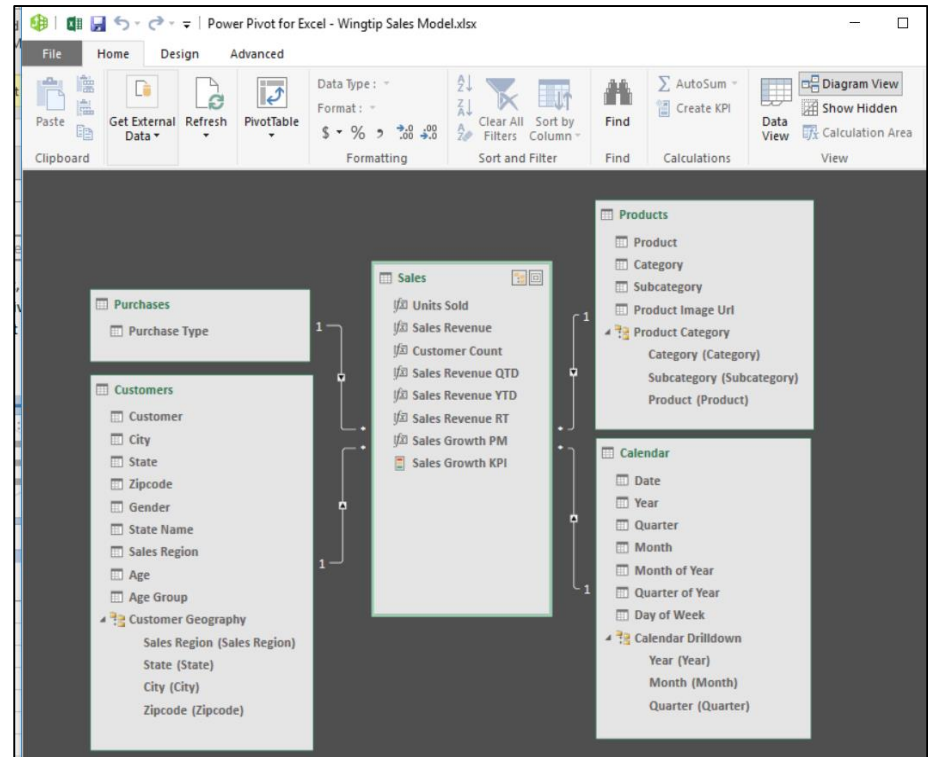 Power Pivot for Excel - Wingtip Sales Model.xlsx
File Home Design Advanced
Paste
Get External Data
Refresh
PivotTable
Data Type :
Format :
$ % ,
Clear All Filters
Sort by Column
Find
AutoSum
Create KPI
Data View
Diagram View
Show Hidden
Calculation Area
Clipboard
Formatting
Sort and Filter
Find
Calculations
View
Purchases
Purchase Type
1
Customers
Customer
City
State
Zipcode
Gender
State Name
Sales Region
Age
Age Group
Customer Geography
Sales Region (Sales Region)
State (State)
City (City)
Zipcode (Zipcode)
1
Sales
Units Sold
Sales Revenue
Customer Count
Sales Revenue QTD
Sales Revenue YTD
Sales Revenue RT
Sales Growth PM
Sales Growth KPI
1
Products
Product
Category
Subcategory
Product Image Url
Product Category
Category (Category)
Subcategory (Subcategory)
Product (Product)
1
Calendar
Date
Year
Quarter
Month
Month of Year
Quarter of Year
Day of Week
Calendar Drilldown
Year (Year)
Month (Month)
Quarter (Quarter)